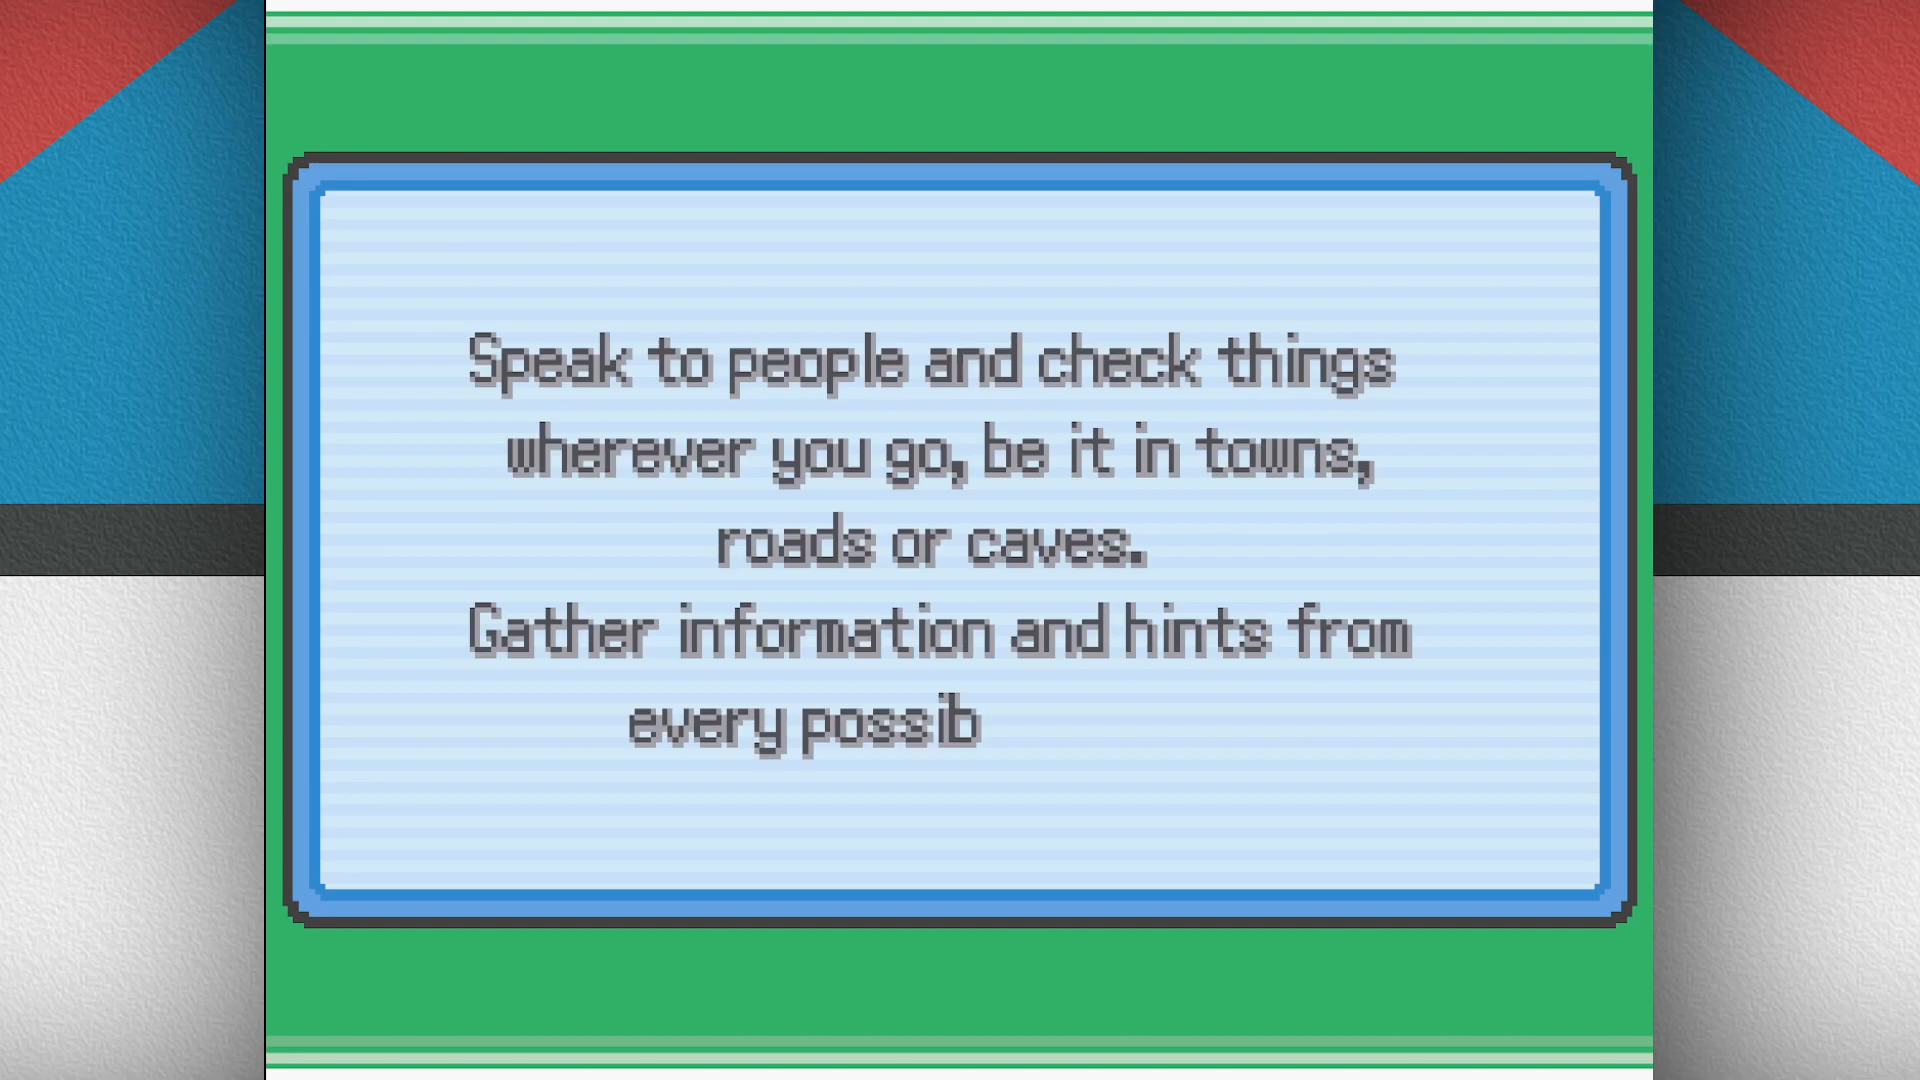 Speak to people and check things
wherever you go, be it in towns,
roads or caves.
Gather information and hints from
every possib